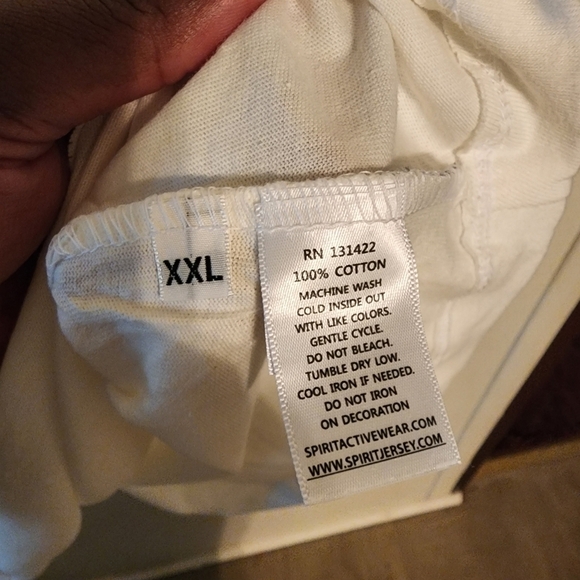 XXL
RN 131422
100% COTTON
MACHINE WASH
COLD INSIDE OUT
WITH LIKE COLORS.
GENTLE CYCLE.
DO NOT BLEACH.
TUMBLE DRY LOW.
COOL IRON IF NEEDED.
DO NOT IRON
ON DECORATION
SPIRITACTIVEWEAR.COM
WWW.SPIRITJERSEY.COM